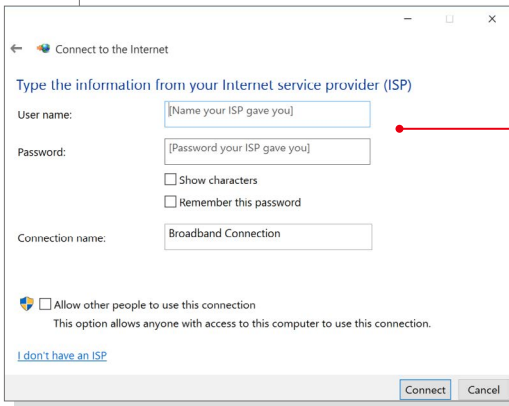 Connect to the Internet
Type the information from your Internet service provider (ISP)
User name:
[Name your ISP gave you]
Password:
[Password your ISP gave you]
Show characters
Remember this password
Connection name:
Broadband Connection
Allow other people to use this connection
This option allows anyone with access to this computer to use this connection.
I don't have an ISP
Connect
Cancel